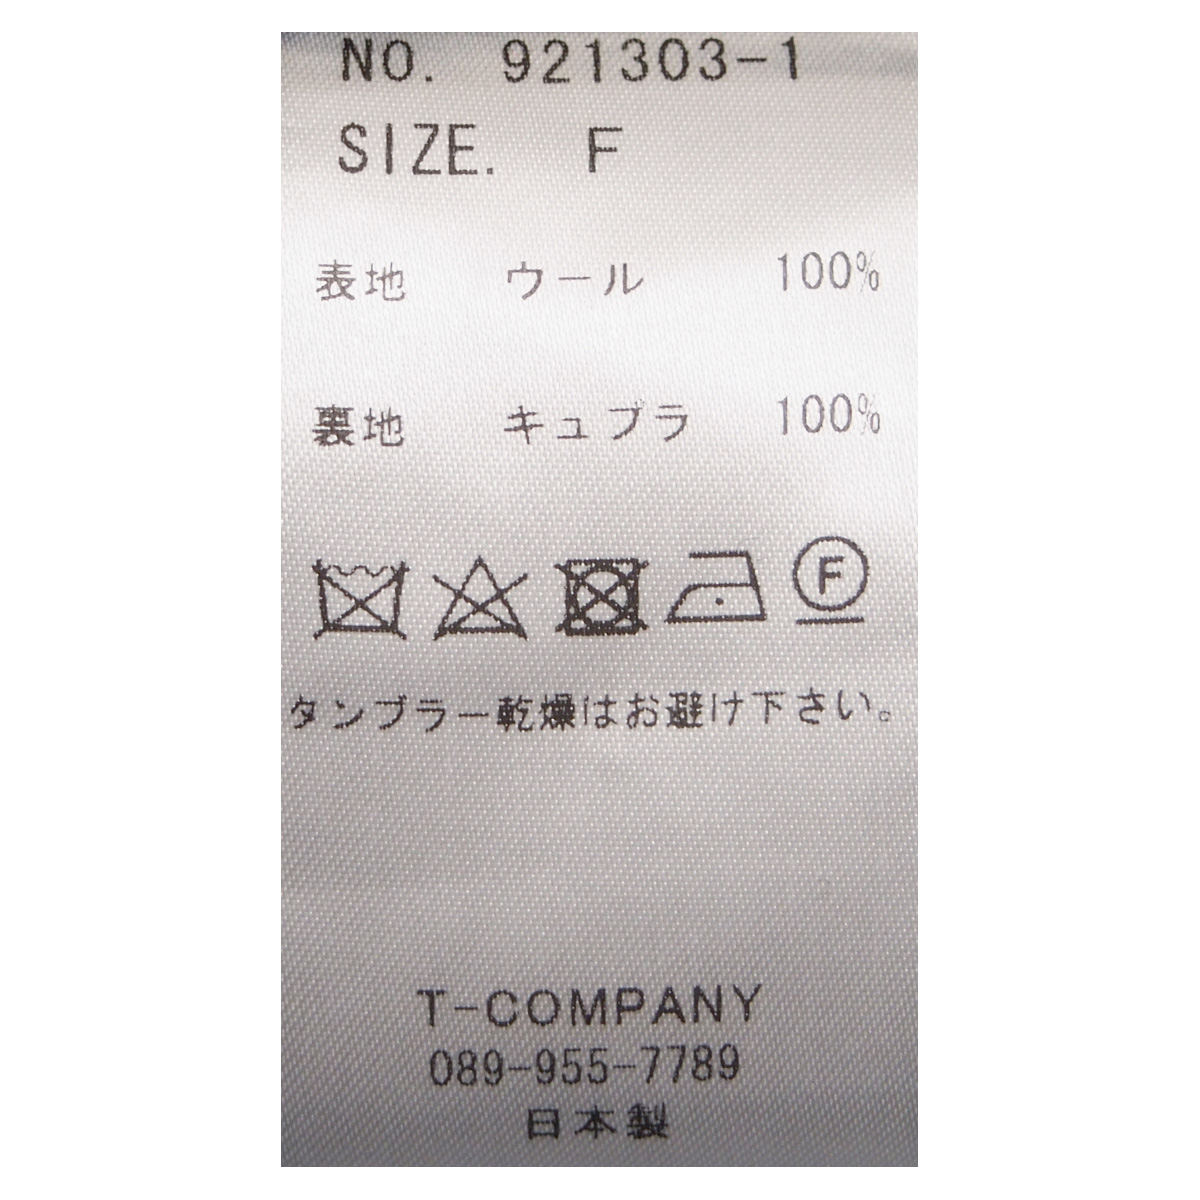 NO. 921303-1
SIZE. F
表地 ウール 100%
裏地 キュプラ 100%
F
タンブラー乾燥はお避け下さい。
T-COMPANY
089-955-7789
日本製